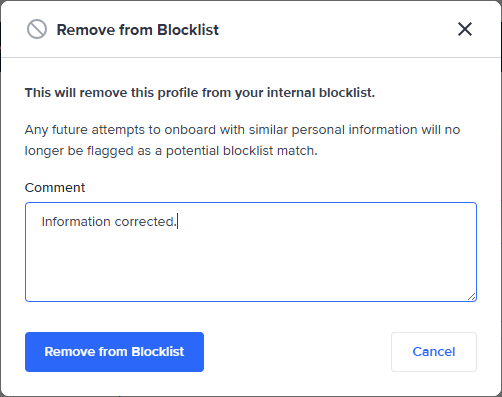 Remove from Blocklist
This will remove this profile from your internal blocklist.
Any future attempts to onboard with similar personal information will no
longer be flagged as a potential blocklist match.
Comment
Information corrected.
Remove from Blocklist
Cancel